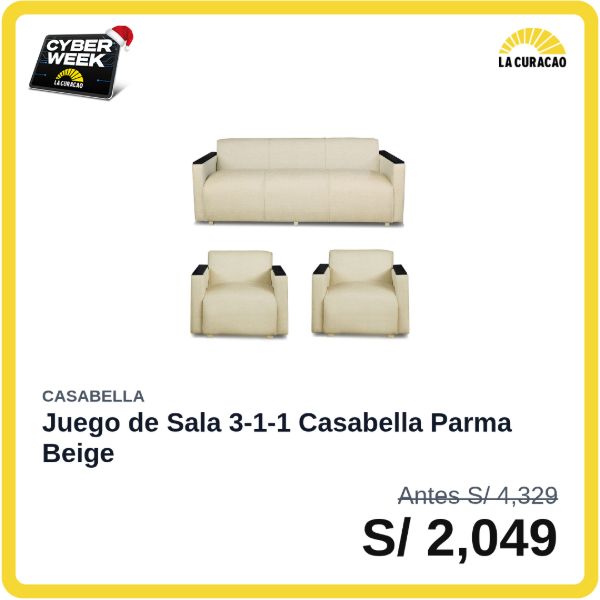 CYBER
WEEK
LA CURACAO
LA CURACAO
CASABELLA
Juego de Sala 3-1-1 Casabella Parma
Beige
Antes S/ 4,329
S/ 2,049